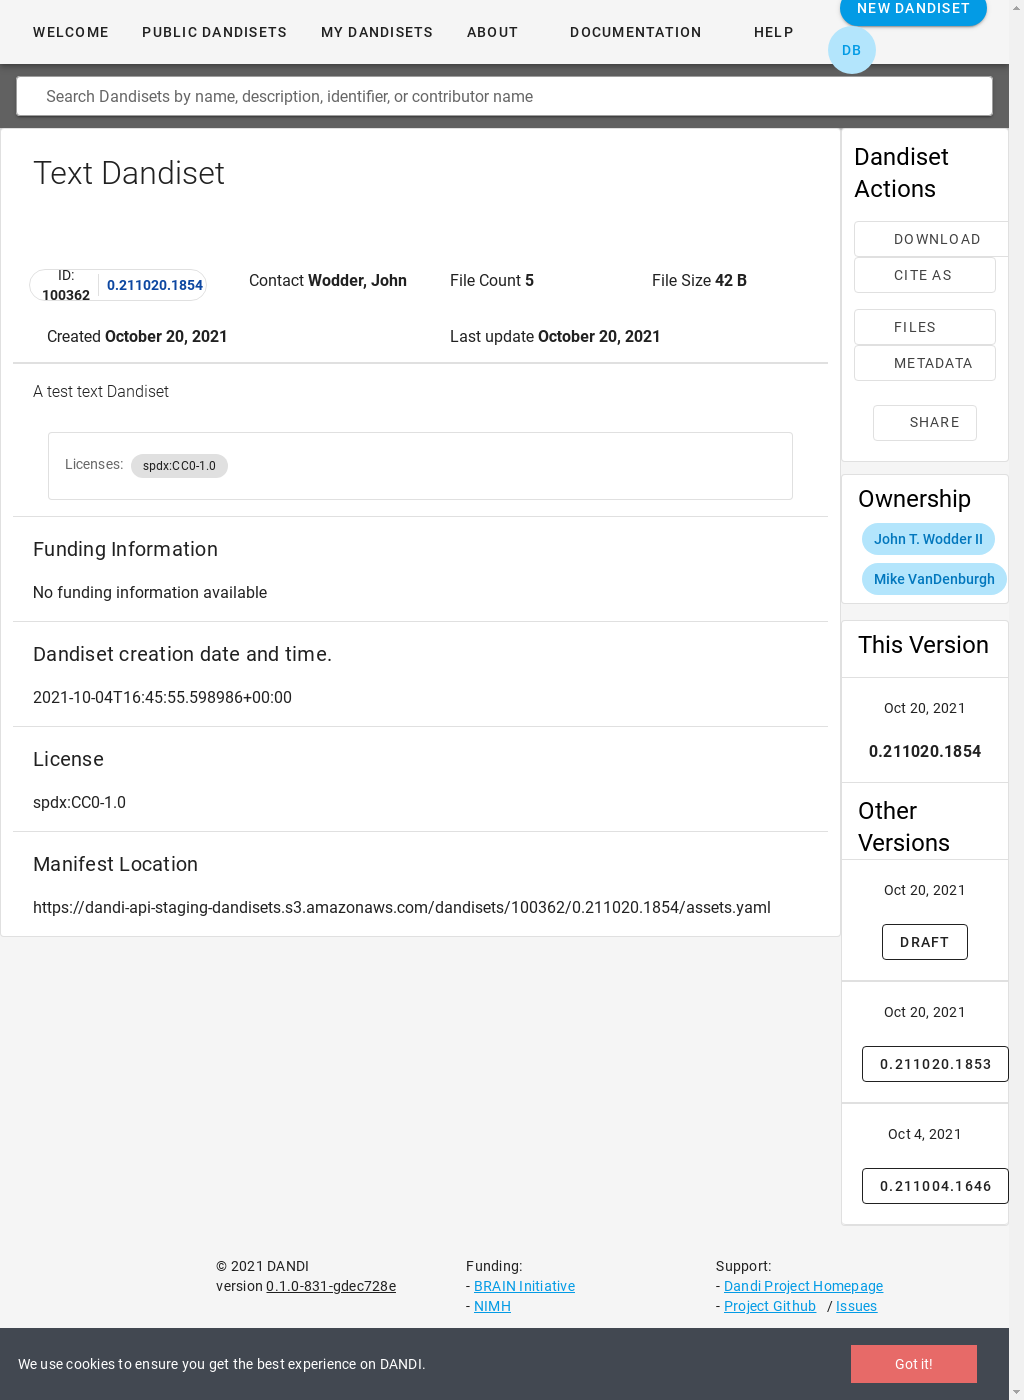 WELCOME PUBLIC DANDISETS MY DANDISETS ABOUT DOCUMENTATION HELP NEW DANDISET
DB
Search Dandisets by name, description, identifier, or contributor name
Text Dandiset
ID: 100362 0.211020.1854 Contact Wodder, John File Count 5 File Size 42 B
Created October 20, 2021 Last update October 20, 2021
A test text Dandiset
Licenses: spdx:CC0-1.0
Funding Information
No funding information available
Dandiset creation date and time.
2021-10-04T16:45:55.598986+00:00
License
spdx:CC0-1.0
Manifest Location
https://dandi-api-staging-dandisets.s3.amazonaws.com/dandisets/100362/0.211020.1854/assets.yaml
Dandiset
Actions
DOWNLOAD
CITE AS
FILES
METADATA
SHARE
Ownership
John T. Wodder II
Mike VanDenburgh
This Version
Oct 20, 2021
0.211020.1854
Other
Versions
Oct 20, 2021
DRAFT
Oct 20, 2021
0.211020.1853
Oct 4, 2021
0.211004.1646
© 2021 DANDI
version 0.1.0-831-gdec728e
Funding:
- BRAIN Initiative
- NIMH
Support:
- Dandi Project Homepage
- Project Github / Issues
We use cookies to ensure you get the best experience on DANDI.
Got it!